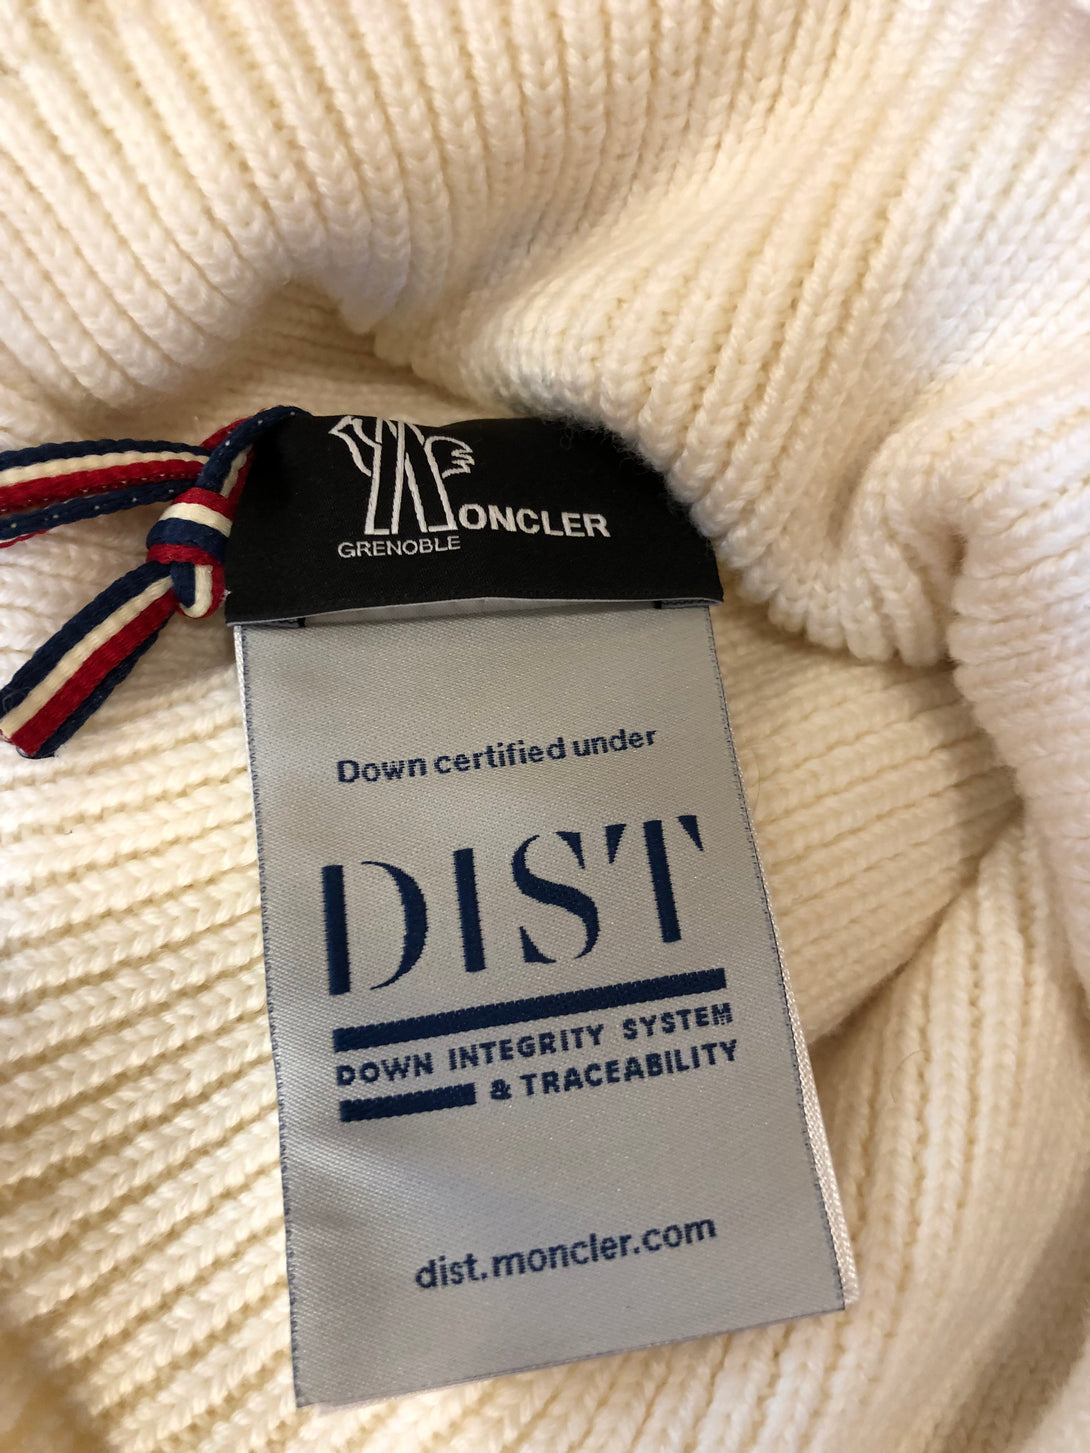 MONCLER
GRENOBLE
Down certified under
DIST
DOWN INTEGRITY SYSTEM
& TRACEABILITY
dist.moncler.com